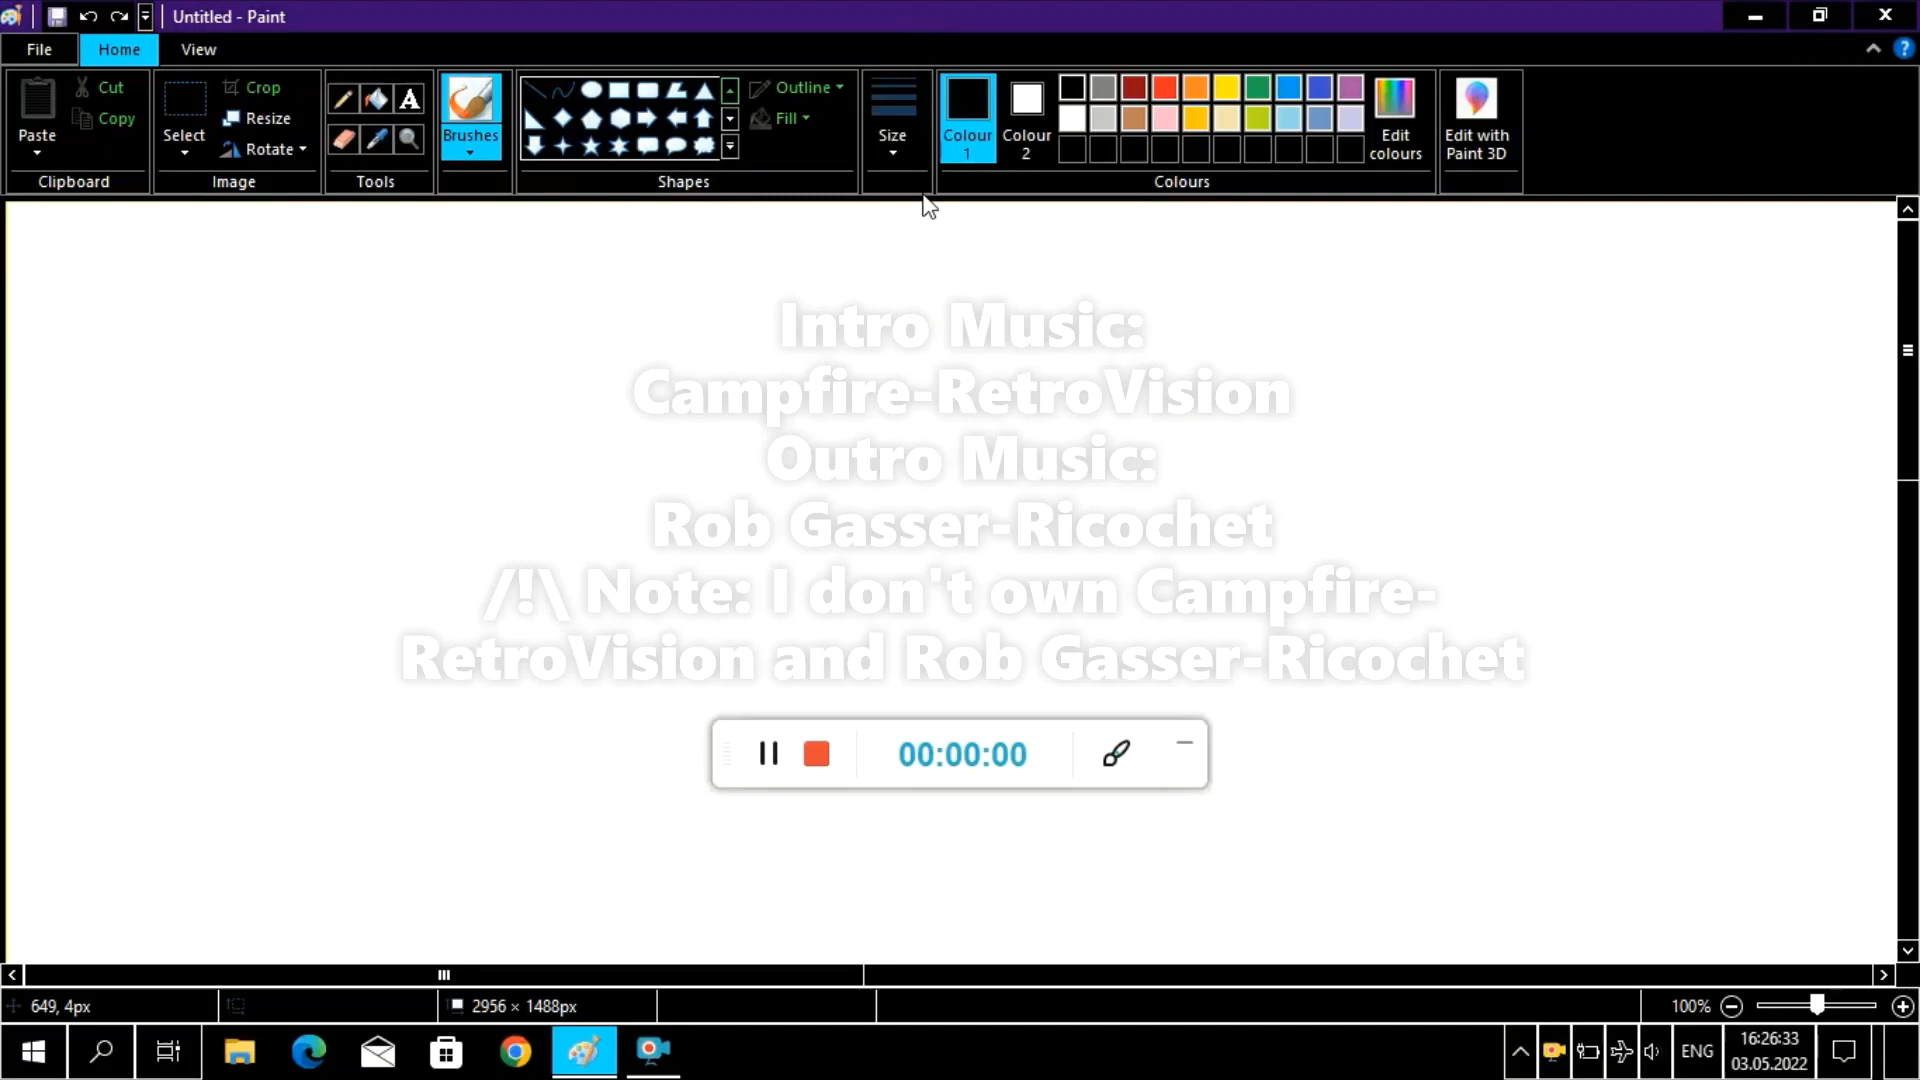 Untitled - Paint
File Home View
Paste Cut Copy Clipboard
Select Crop Resize Rotate Image
Tools
Brushes
Shapes Outline Fill
Size
Colour 1 Colour 2 Edit colours Colours
Edit with Paint 3D
Intro Music:
Campfire-RetroVision
Outro Music:
Rob Gasser-Ricochet
/!\ Note: I don't own Campfire-
RetroVision and Rob Gasser-Ricochet
00:00:00
649, 4px 2956 × 1488px 100%
ENG 16:26:33
03.05.2022